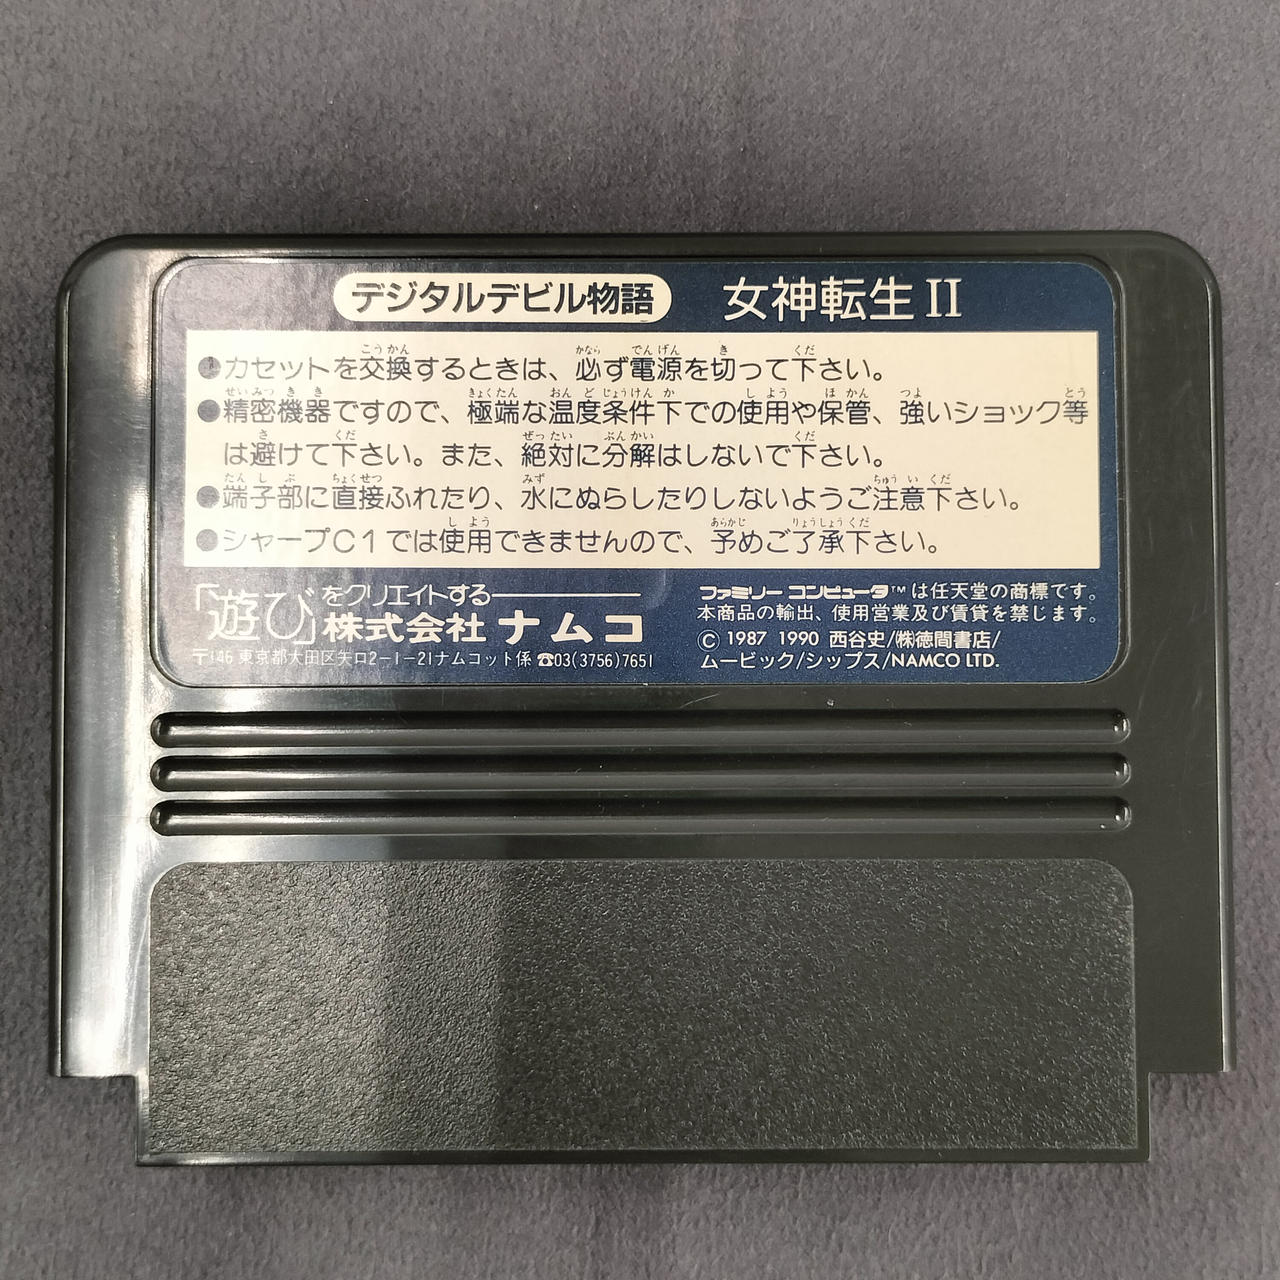 デジタルデビル物語 女神転生II
●カセットを交換するときは、必ず電源を切って下さい。
●精密機器ですので、極端な温度条件下での使用や保管、強いショック等
は避けて下さい。また、絶対に分解はしないで下さい。
●端子部に直接ふれたり、水にぬらしたりしないようご注意下さい。
●シャープC1では使用できませんので、予めご了承下さい。
「遊び」をクリエイトする
株式会社ナムコ
〒146 東京都大田区矢口2-1-21ナムコット係 ☎03(3756)7651
ファミリーコンピュータ™は任天堂の商標です。
本商品の輸出、使用営業及び賃貸を禁じます。
© 1987 1990 西谷史/㈱徳間書店/
ムービック/シップス/NAMCO LTD.